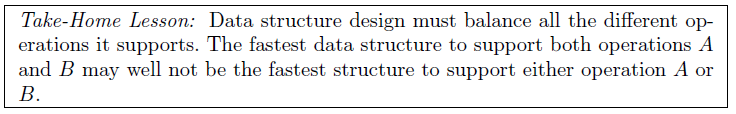 Take-Home Lesson: Data structure design must balance all the different op-
erations it supports. The fastest data structure to support both operations A
and B may well not be the fastest structure to support either operation A or
B.